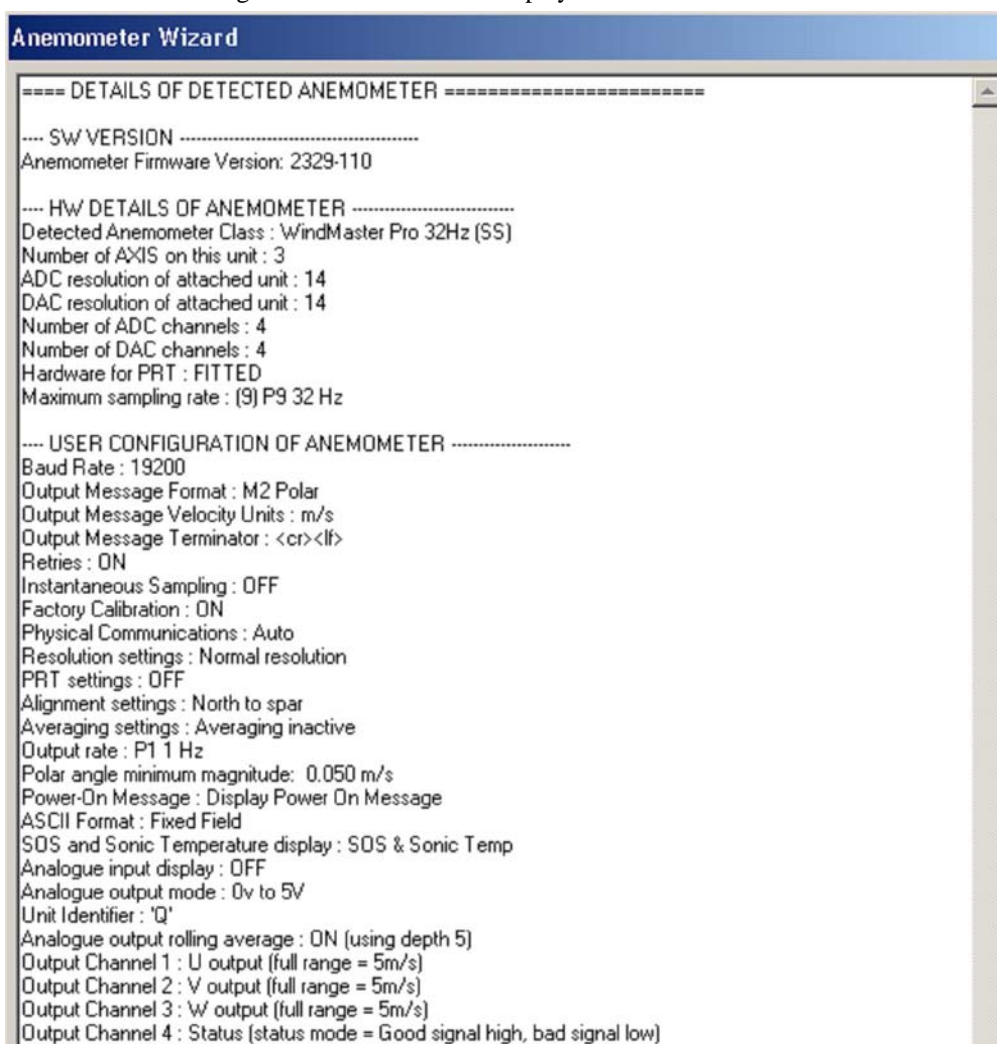 Anemometer Wizard
==== DETAILS OF DETECTED ANEMOMETER ========================
---- SW VERSION -------------------------------------------
Anemometer Firmware Version: 2329-110
---- HW DETAILS OF ANEMOMETER -----------------------------
Detected Anemometer Class : WindMaster Pro 32Hz (SS)
Number of AXIS on this unit : 3
ADC resolution of attached unit : 14
DAC resolution of attached unit : 14
Number of ADC channels : 4
Number of DAC channels : 4
Hardware for PRT : FITTED
Maximum sampling rate : (9) P9 32 Hz
---- USER CONFIGURATION OF ANEMOMETER ----------------------
Baud Rate : 19200
Output Message Format : M2 Polar
Output Message Velocity Units : m/s
Output Message Terminator : <cr><lf>
Retries : ON
Instantaneous Sampling : OFF
Factory Calibration : ON
Physical Communications : Auto
Resolution settings : Normal resolution
PRT settings : OFF
Alignment settings : North to spar
Averaging settings : Averaging inactive
Output rate : P1 1 Hz
Polar angle minimum magnitude:  0.050 m/s
Power-On Message : Display Power On Message
ASCII Format : Fixed Field
SOS and Sonic Temperature display : SOS & Sonic Temp
Analogue input display : OFF
Analogue output mode : 0v to 5V
Unit Identifier : 'Q'
Analogue output rolling average : ON (using depth 5)
Output Channel 1 : U output (full range = 5m/s)
Output Channel 2 : V output (full range = 5m/s)
Output Channel 3 : W output (full range = 5m/s)
Output Channel 4 : Status (status mode = Good signal high, bad signal low)